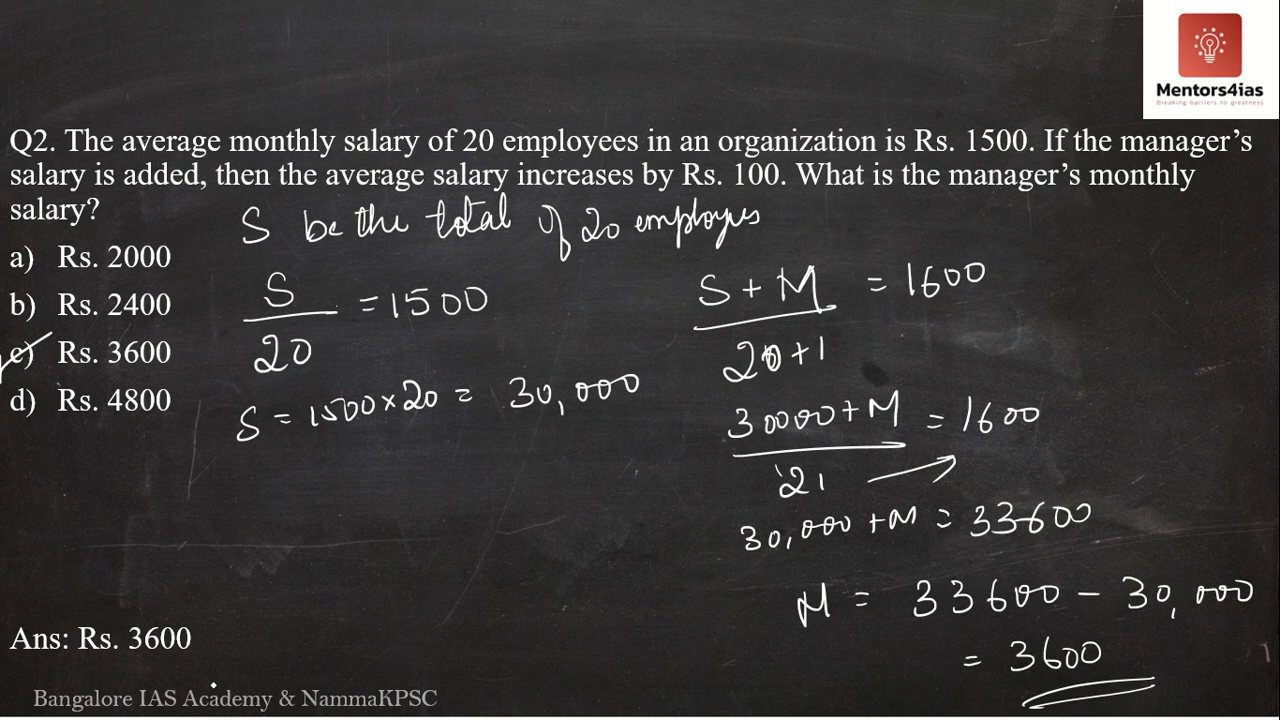 Mentors4ias
Breaking barriers to greatness
Q2. The average monthly salary of 20 employees in an organization is Rs. 1500. If the manager's
salary is added, then the average salary increases by Rs. 100. What is the manager's monthly
salary?
S be the total of 20 employes
a) Rs. 2000
b) Rs. 2400
c) Rs. 3600
d) Rs. 4800
S
= 1500
20
S = 1500 x 20 = 30,000
S + M
= 1600
20 + 1
30000 + M = 1600
21
30,000 + M = 33600
M = 33600 - 30,000
= 3600
Ans: Rs. 3600
Bangalore IAS Academy & NammaKPSC